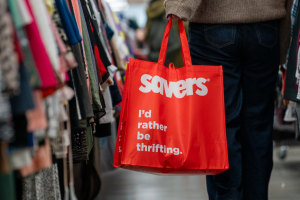 savers®
I'd
rather
be
thrifting.